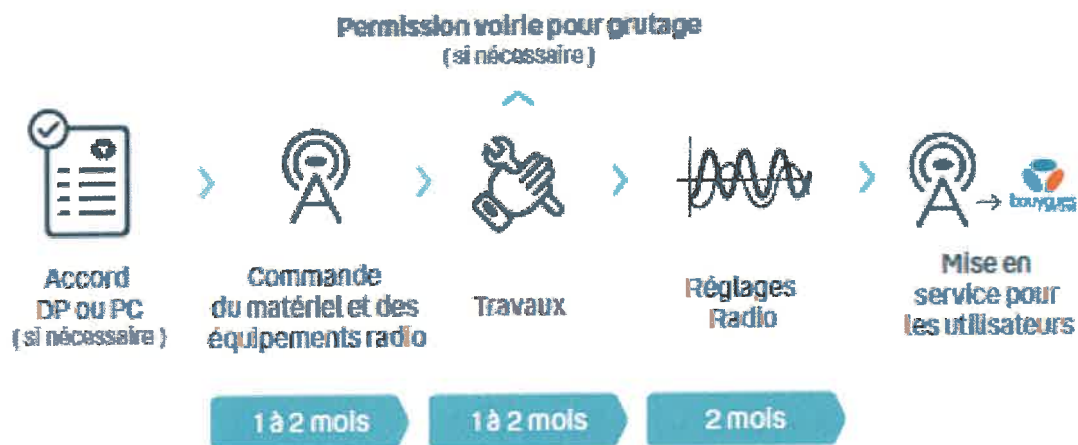 Permission voirie pour grutage
(si nécessaire)
Accord
DP ou PC
(si nécessaire)
Commande
du matériel et des
équipements radio
Travaux
Réglages
Radio
bouygues
Mise en
service pour
les utilisateurs
1 à 2 mois
1 à 2 mois
2 mois